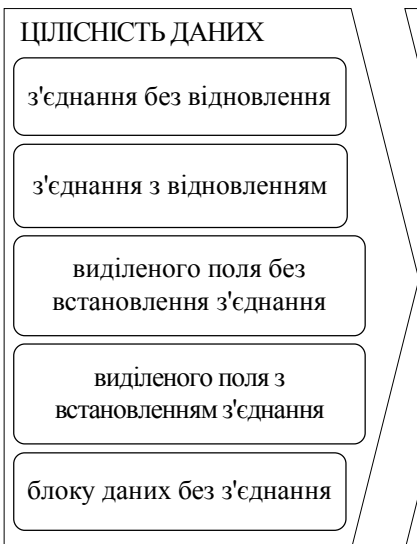 ЦІЛІСНІСТЬ ДАНИХ
з'єднання без відновлення
з'єднання з відновленням
виділеного поля без
встановлення з'єднання
виділеного поля з
встановленням з'єднання
блоку даних без з'єднання